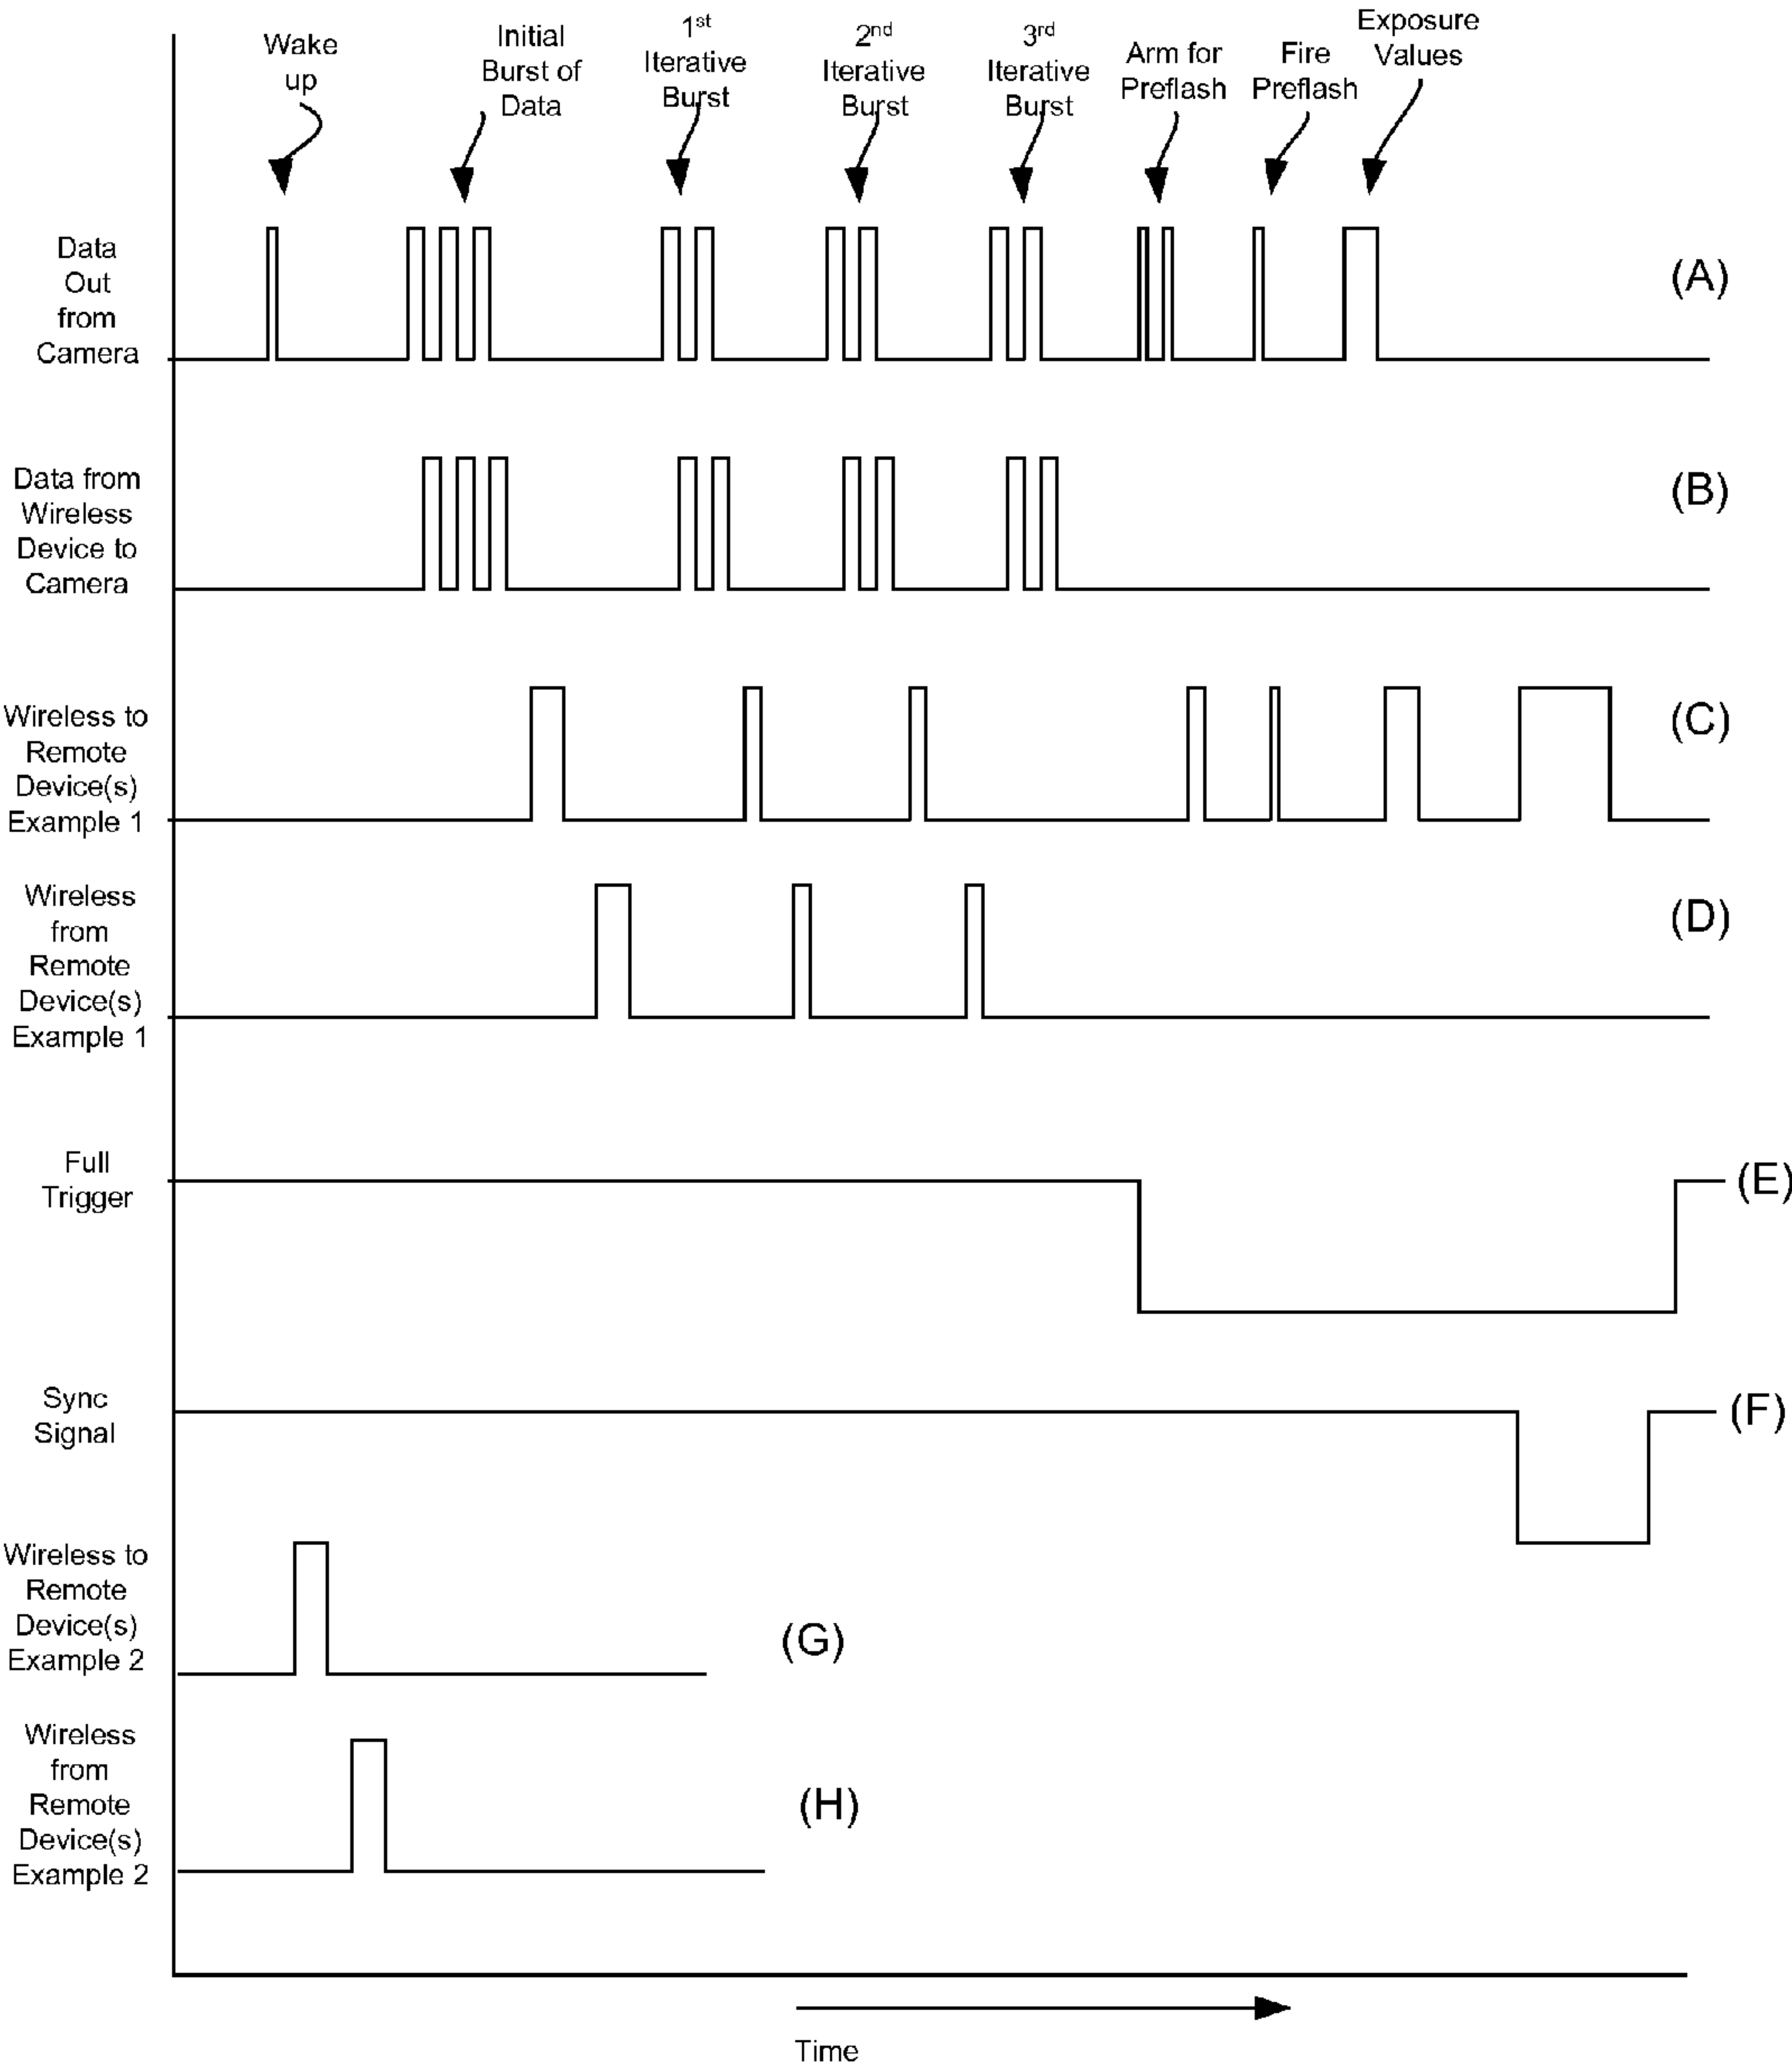 Wake
up
Initial
Burst of
Data
1st
Iterative
Burst
2nd
Iterative
Burst
3rd
Iterative
Burst
Arm for
Preflash
Fire
Preflash
Exposure
Values
Data
Out
from
Camera
(A)
Data from
Wireless
Device to
Camera
(B)
Wireless to
Remote
Device(s)
Example 1
(C)
Wireless
from
Remote
Device(s)
Example 1
(D)
Full
Trigger
(E)
Sync
Signal
(F)
Wireless to
Remote
Device(s)
Example 2
(G)
Wireless
from
Remote
Device(s)
Example 2
(H)
Time